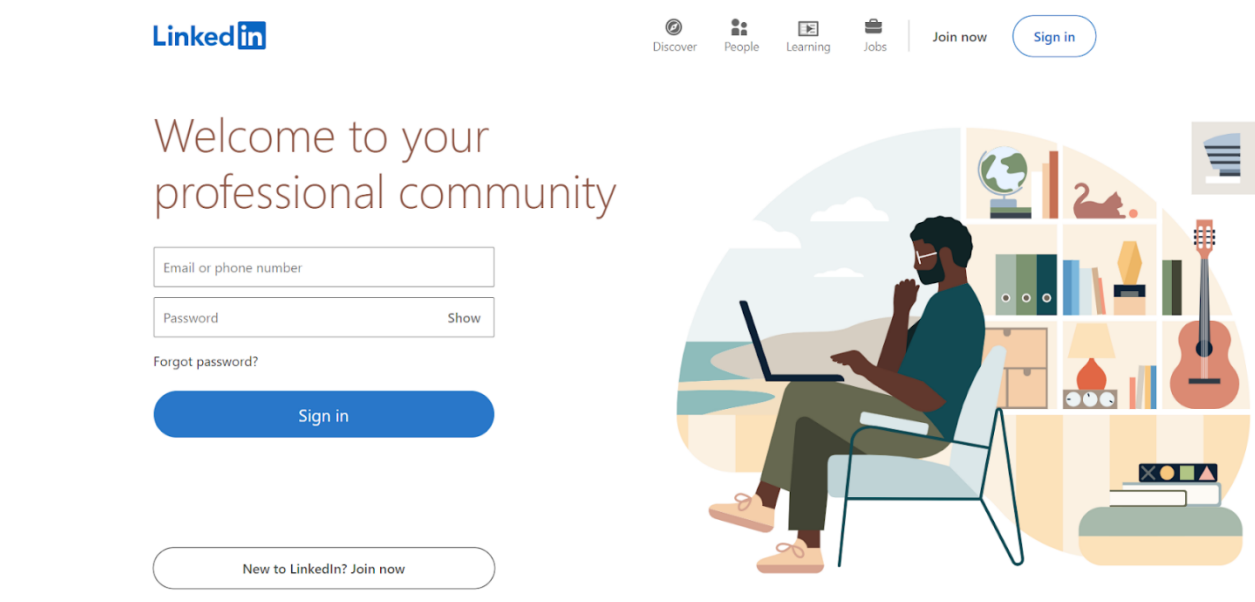 LinkedIn
Discover
People
Learning
Jobs
Join now
Sign in
Welcome to your
professional community
Email or phone number
Password
Show
Forgot password?
Sign in
New to LinkedIn? Join now